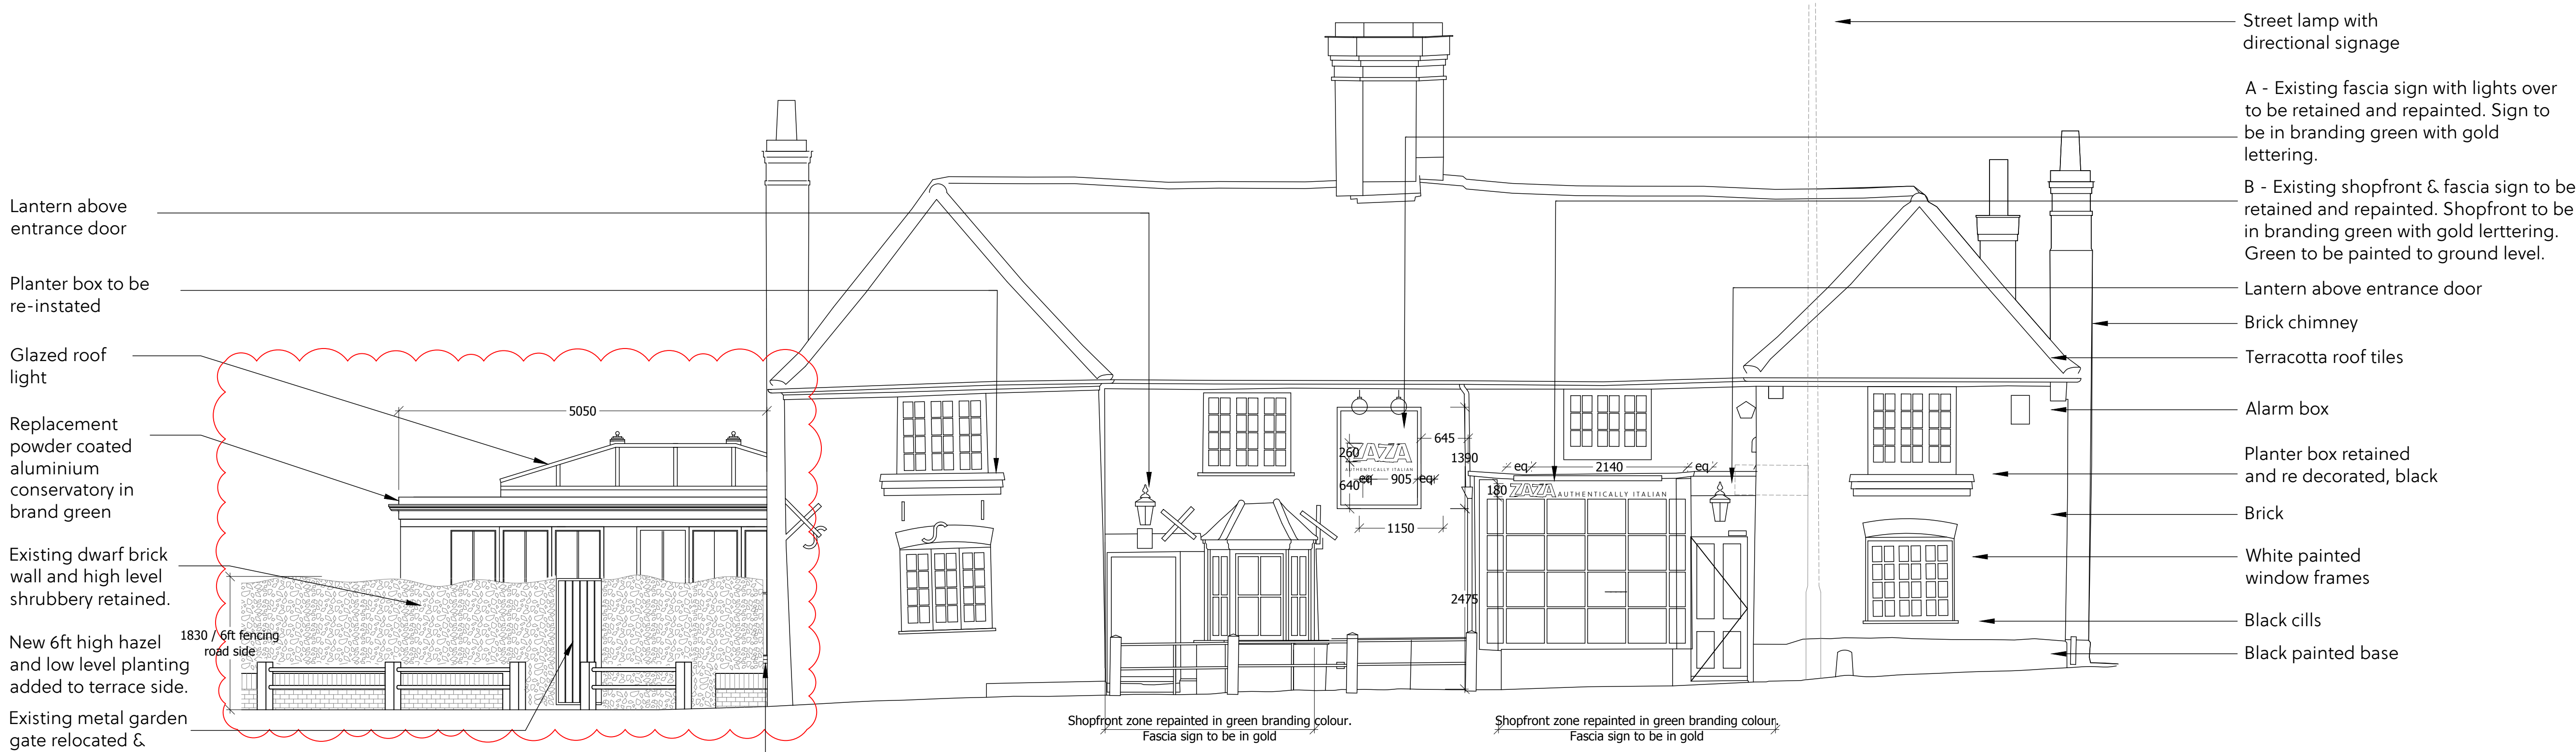 Lantern above
entrance door
Planter box to be
re-instated
Glazed roof
light
Replacement
powder coated
aluminium
conservatory in
brand green
Existing dwarf brick
wall and high level
shrubbery retained.
New 6ft high hazel
and low level planting
added to terrace side.
Existing metal garden
gate relocated &
5050
1830 / 6ft fencing
road side
ZAZA
AUTHENTICALLY ITALIAN
260
640
eq
905
eq
1150
645
1390
2475
eq
2140
eq
180
ZAZA AUTHENTICALLY ITALIAN
Shopfront zone repainted in green branding colour.
Fascia sign to be in gold
Shopfront zone repainted in green branding colour.
Fascia sign to be in gold
Street lamp with
directional signage
A - Existing fascia sign with lights over
to be retained and repainted. Sign to
be in branding green with gold
lettering.
B - Existing shopfront & fascia sign to be
retained and repainted. Shopfront to be
in branding green with gold lerttering.
Green to be painted to ground level.
Lantern above entrance door
Brick chimney
Terracotta roof tiles
Alarm box
Planter box retained
and re decorated, black
Brick
White painted
window frames
Black cills
Black painted base